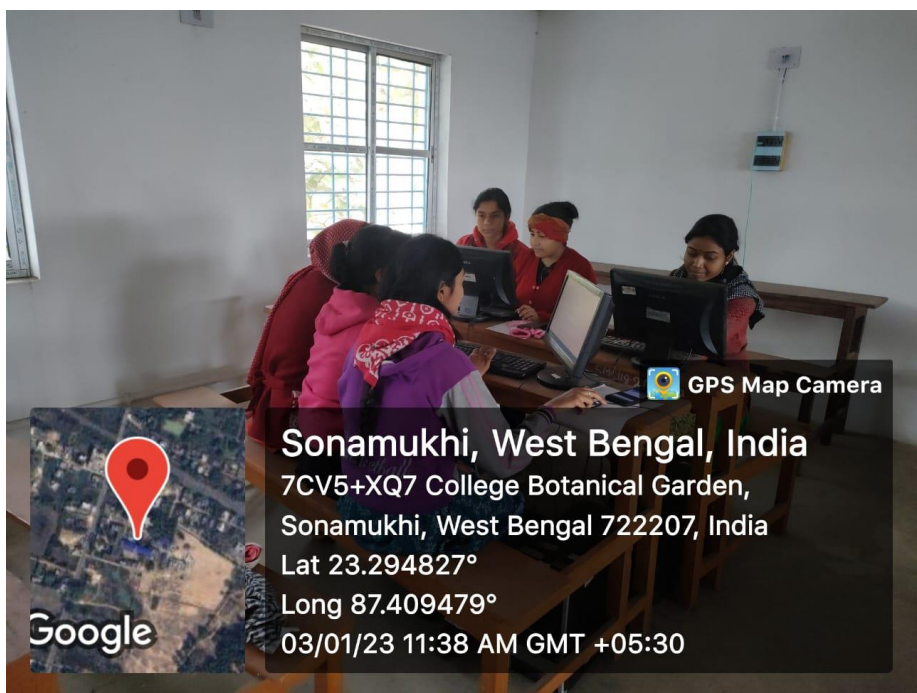 GPS Map Camera
Sonamukhi, West Bengal, India
7CV5+XQ7 College Botanical Garden,
Sonamukhi, West Bengal 722207, India
Lat 23.294827°
Long 87.409479°
03/01/23 11:38 AM GMT +05:30
Google